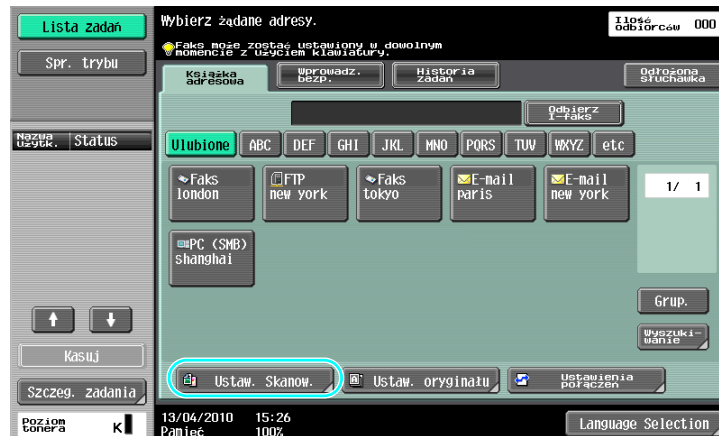 Lista zadań
Wybierz żądane adresy.
Ilość
odbiorców 000
Faks może zostać ustawiony w dowolnym
momencie z użyciem klawiatury.
Spr. trybu
Książka
adresowa
Wprowadz.
bezp.
Historia
zadań
Odłożona
słuchawka
Odbierz
I-faks
Nazwa
użytk.
Status
Ulubione ABC DEF GHI JKL MNO PQRS TUV WXYZ etc
Faks
london
FTP
new york
Faks
tokyo
E-mail
paris
E-mail
new york
1/ 1
PC (SMB)
shanghai
Grup.
Wyszuki-
wanie
Kasuj
Ustaw. Skanow.
Ustaw. oryginału
Ustawienia
połączeń
Szczeg. zadania
Poziom
tonera
K
13/04/2010 15:26
Pamięć 100%
Language Selection